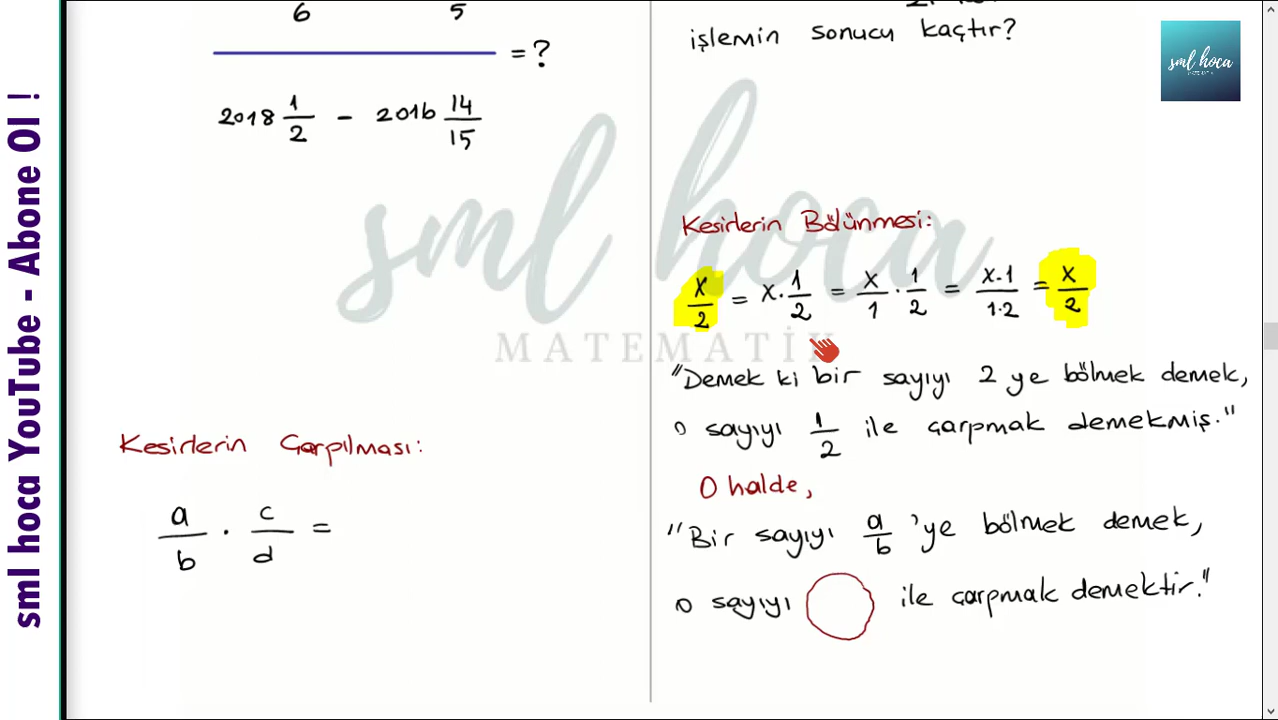 sml hoca YouTube - Abone Ol !
6 5
= ?
2018 1/2 - 2016 14/15
Kesirlerin Çarpılması:
a/b · c/d =
işlemin sonucu kaçtır?
sml hoca
MATEMATİK
Kesirlerin Bölünmesi:
x/2 = x · 1/2 = x/1 · 1/2 = x·1/1·2 = x/2
"Demek ki bir sayıyı 2 ye bölmek demek,
o sayıyı 1/2 ile çarpmak demekmiş."
O halde,
"Bir sayıyı a/b 'ye bölmek demek,
o sayıyı ile çarpmak demektir."
sml hoca
MATEMATİK